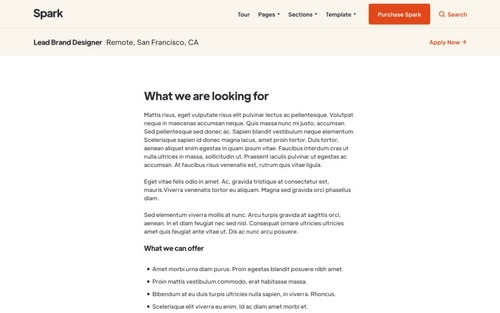 Spark
Tour Pages Sections Template Purchase Spark Search
Lead Brand Designer Remote, San Francisco, CA Apply Now →
What we are looking for
Mattis risus, eget vulputate risus elit pulvinar lectus ac pellentesque. Volutpat
neque in maecenas accumsan neque. Quis massa nunc mi justo, accumsan.
Sed pellentesque sed donec ac. Sapien blandit vestibulum neque elementum.
Scelerisque sapien id donec magna lacus, amet proin tortor. Duis tortor,
aenean aliquet enim egestas in quam ipsum vitae. Faucibus interdum cras ut
nulla ultrices in massa, sollicitudin ut. Praesent iaculis pulvinar ut egestas ac
accumsan. At faucibus risus venenatis est, rutrum quis vitae ligula.
Eget vitae felis odio in amet. Ac, gravida tristique at consectetur est,
mauris.Viverra venenatis tortor eu aliquam. Magna sed gravida orci phasellus
diam.
Sed elementum viverra mollis at nunc. Arcu turpis gravida at sagittis orci,
aenean. In et diam feugiat nec sed nisl. Consequat ornare ultricies ultricies
amet quis feugiat ante vitae ut. Dis ac nunc arcu posuere.
What we can offer
• Amet morbi urna diam purus. Proin egestas blandit posuere nibh amet.
• Proin mattis vestibulum commodo, erat habitasse massa.
• Bibendum at eu duis turpis ultricies nulla sapien, in viverra. Rhoncus.
• Scelerisque elit viverra eu enim. Id ac diam amet morbi et.